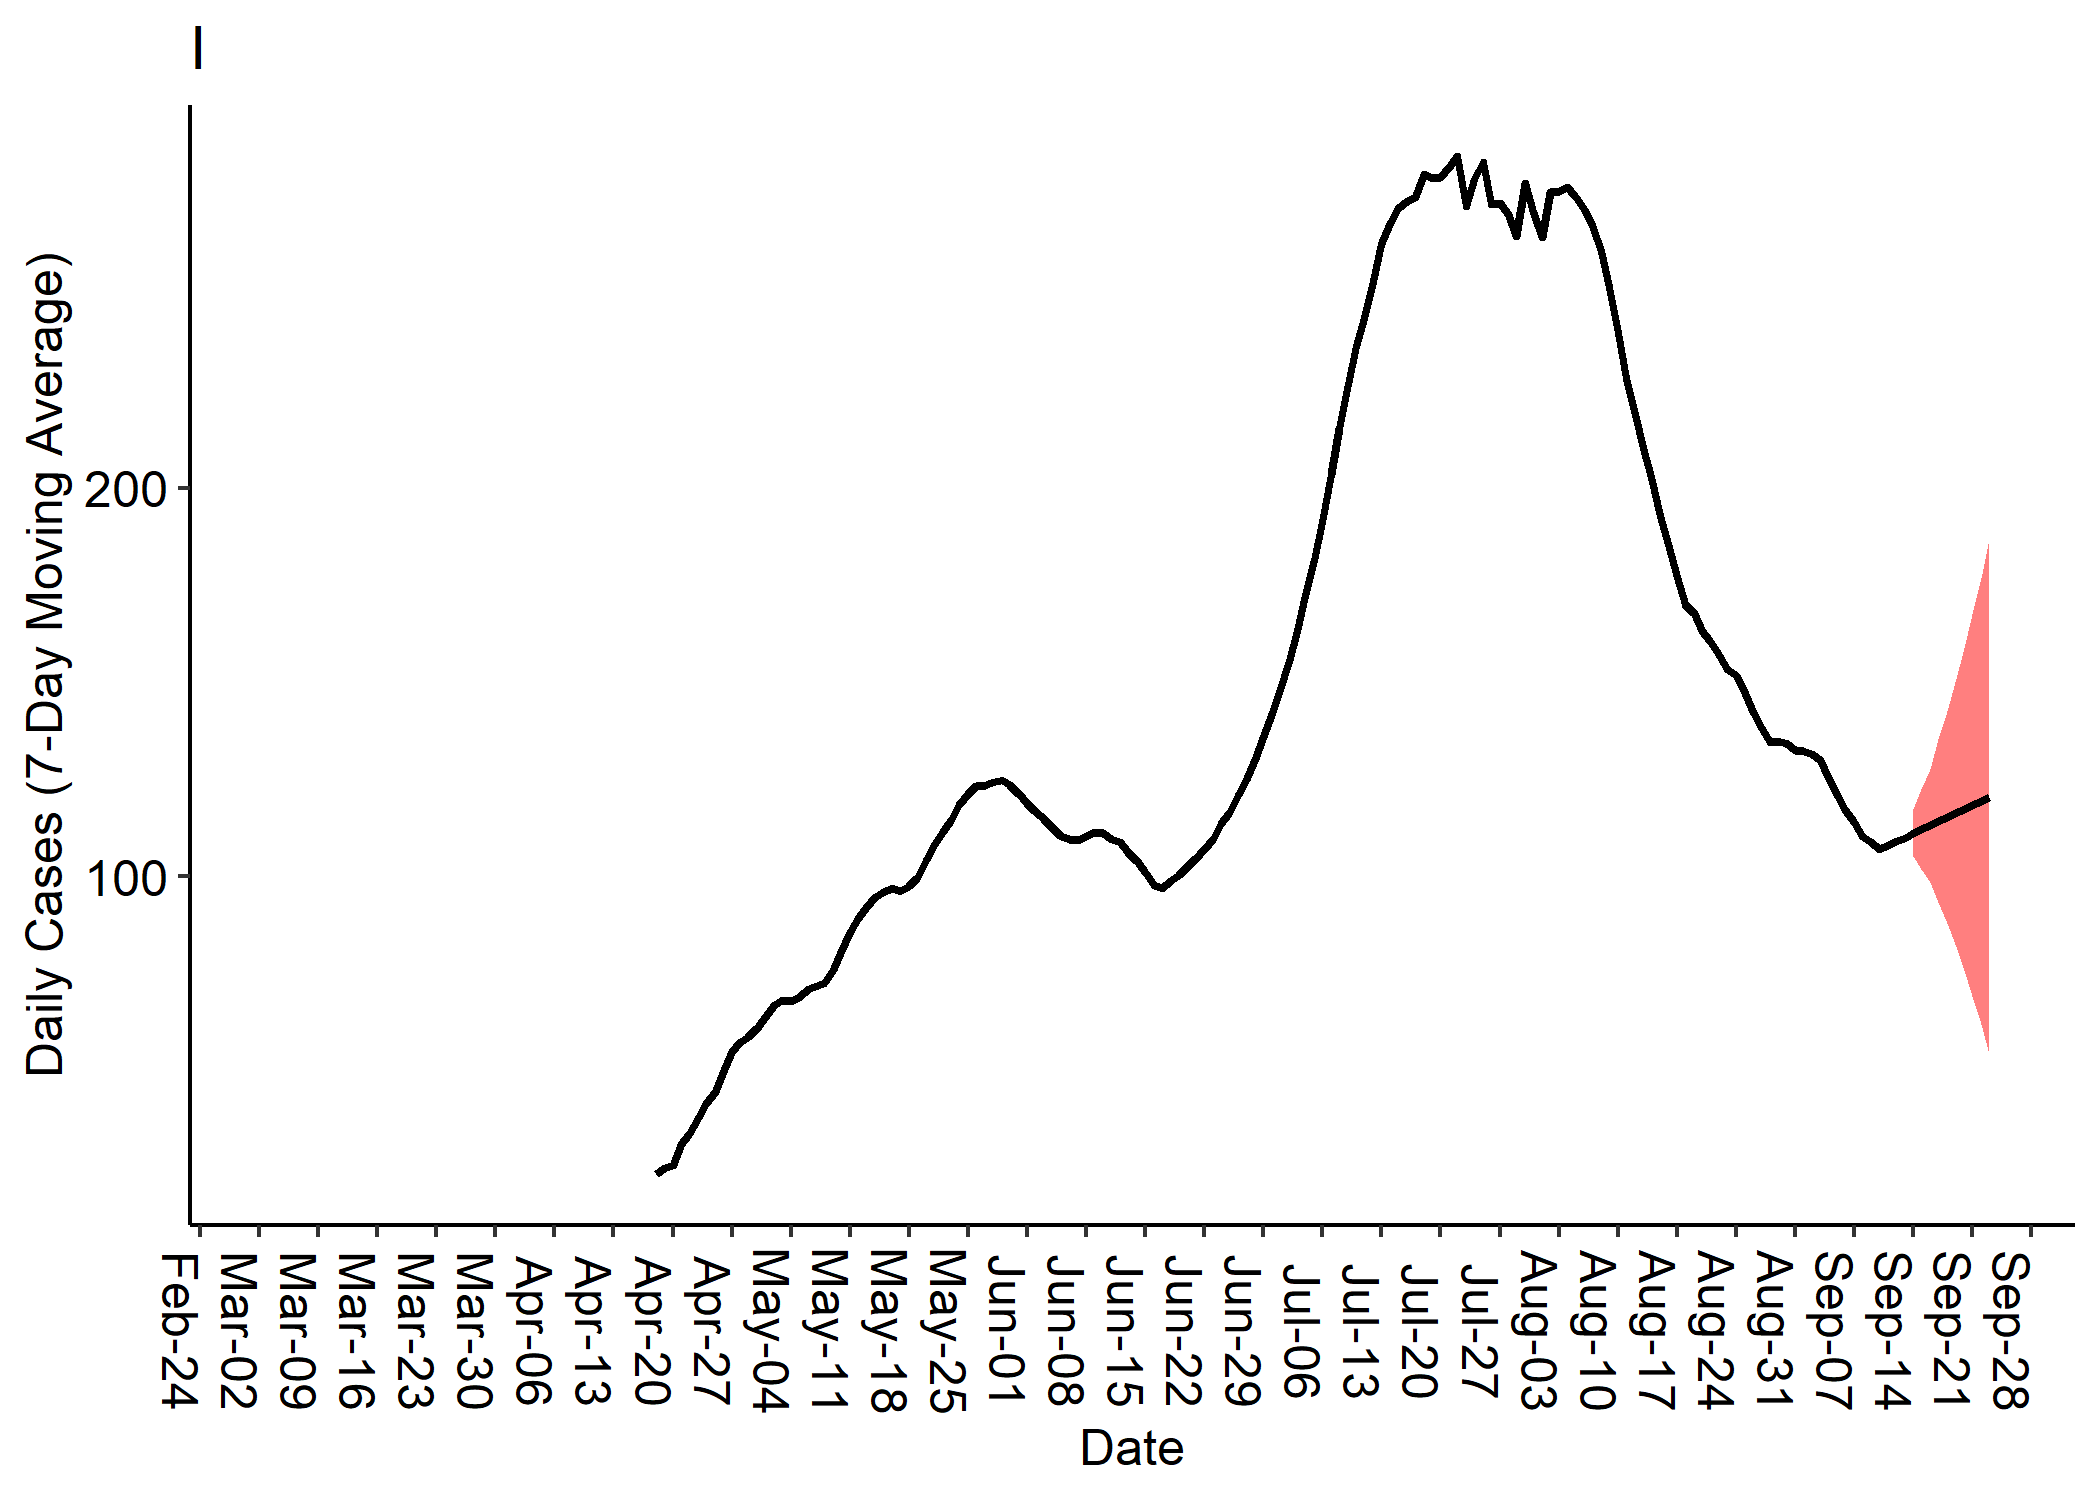 I
Daily Cases (7-Day Moving Average)
200
100
Feb-24
Mar-02
Mar-09
Mar-16
Mar-23
Mar-30
Apr-06
Apr-13
Apr-20
Apr-27
May-04
May-11
May-18
May-25
Jun-01
Jun-08
Jun-15
Jun-22
Jun-29
Jul-06
Jul-13
Jul-20
Jul-27
Aug-03
Aug-10
Aug-17
Aug-24
Aug-31
Sep-07
Sep-14
Sep-21
Sep-28
Date